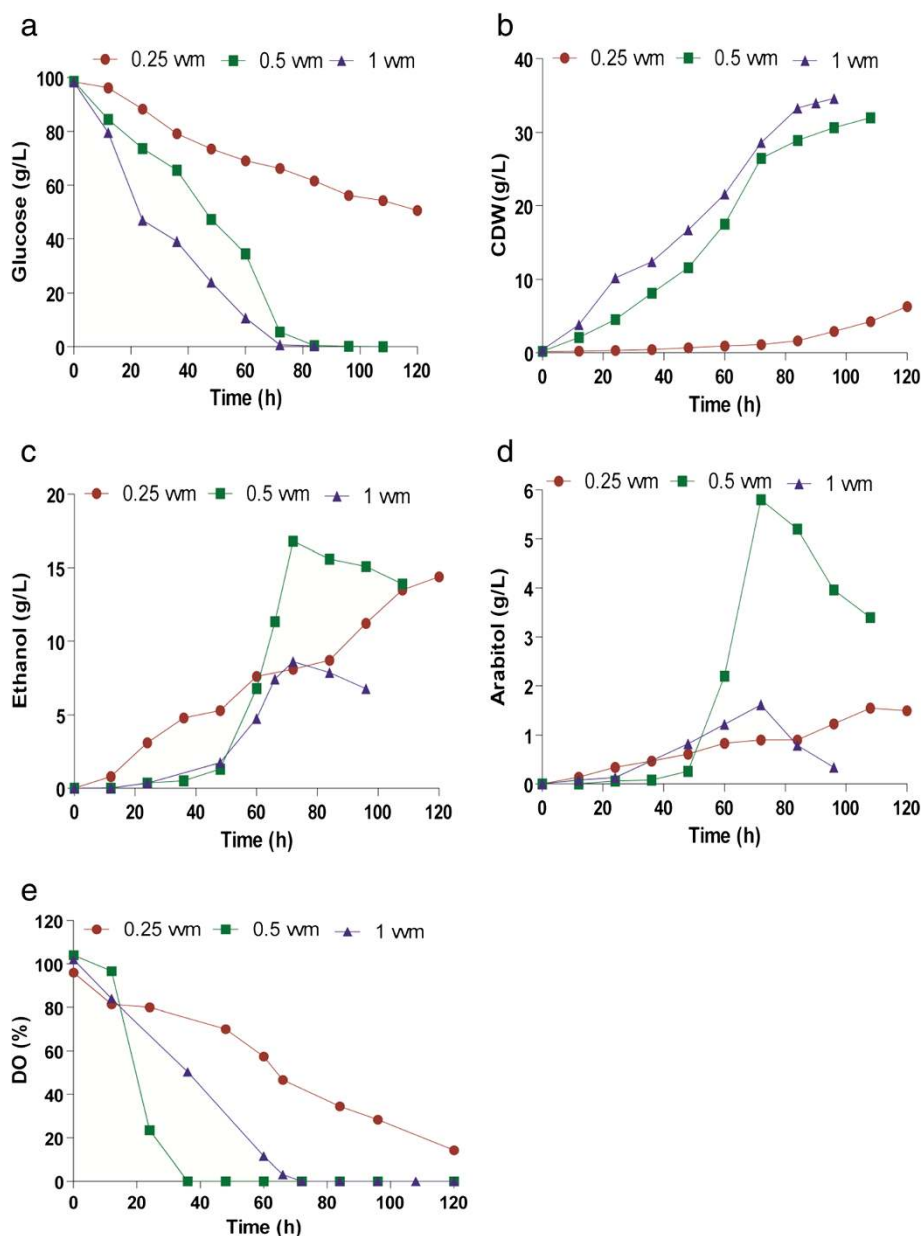 a
0.25 vvm 0.5 vvm 1 vvm
Glucose (g/L)
100
80
60
40
20
0
0 20 40 60 80 100 120
Time (h)
b
0.25 vvm 0.5 vvm 1 vvm
CDW(g/L)
40
30
20
10
0
0 20 40 60 80 100 120
Time (h)
c
0.25 vvm 0.5 vvm 1 vvm
Ethanol (g/L)
20
15
10
5
0
0 20 40 60 80 100 120
Time (h)
d
0.25 vvm 0.5 vvm 1 vvm
Arabitol (g/L)
6
5
4
3
2
1
0
0 20 40 60 80 100 120
Time (h)
e
0.25 vvm 0.5 vvm 1 vvm
DO (%)
120
100
80
60
40
20
0
0 20 40 60 80 100 120
Time (h)